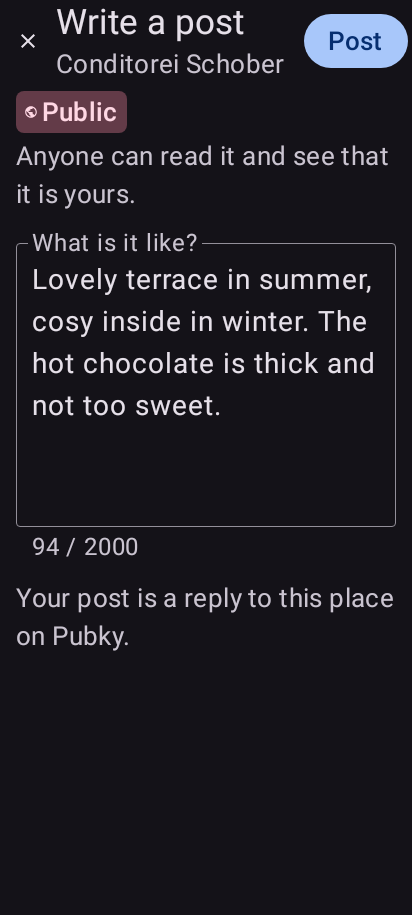 Write a post
Conditorei Schober
Post
Public
Anyone can read it and see that
it is yours.
What is it like?
Lovely terrace in summer,
cosy inside in winter. The
hot chocolate is thick and
not too sweet.
94 / 2000
Your post is a reply to this place
on Pubky.